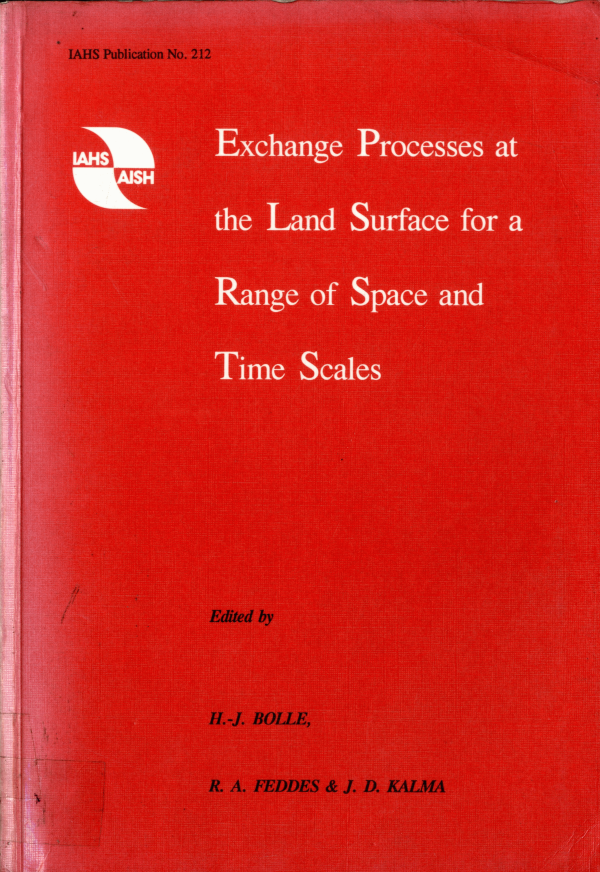 IAHS Publication No. 212
IAHS
AISH
Exchange Processes at
the Land Surface for a
Range of Space and
Time Scales
Edited by
H.-J. BOLLE,
R. A. FEDDES & J. D. KALMA